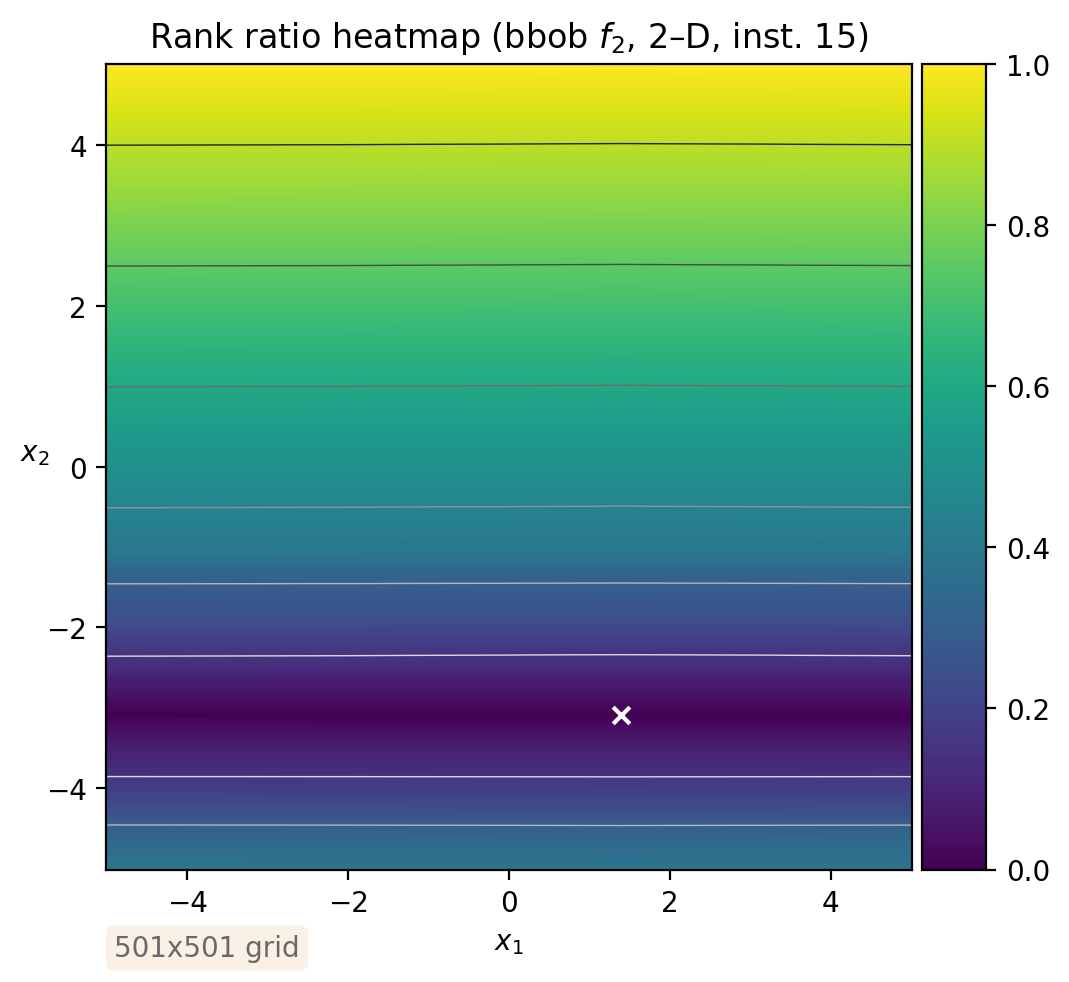 Rank ratio heatmap (bbob f₂, 2–D, inst. 15)
1.0
4
0.8
2
0.6
x₂
0
0.4
−2
0.2
−4
0.0
−4 −2 0 2 4
x₁
501x501 grid